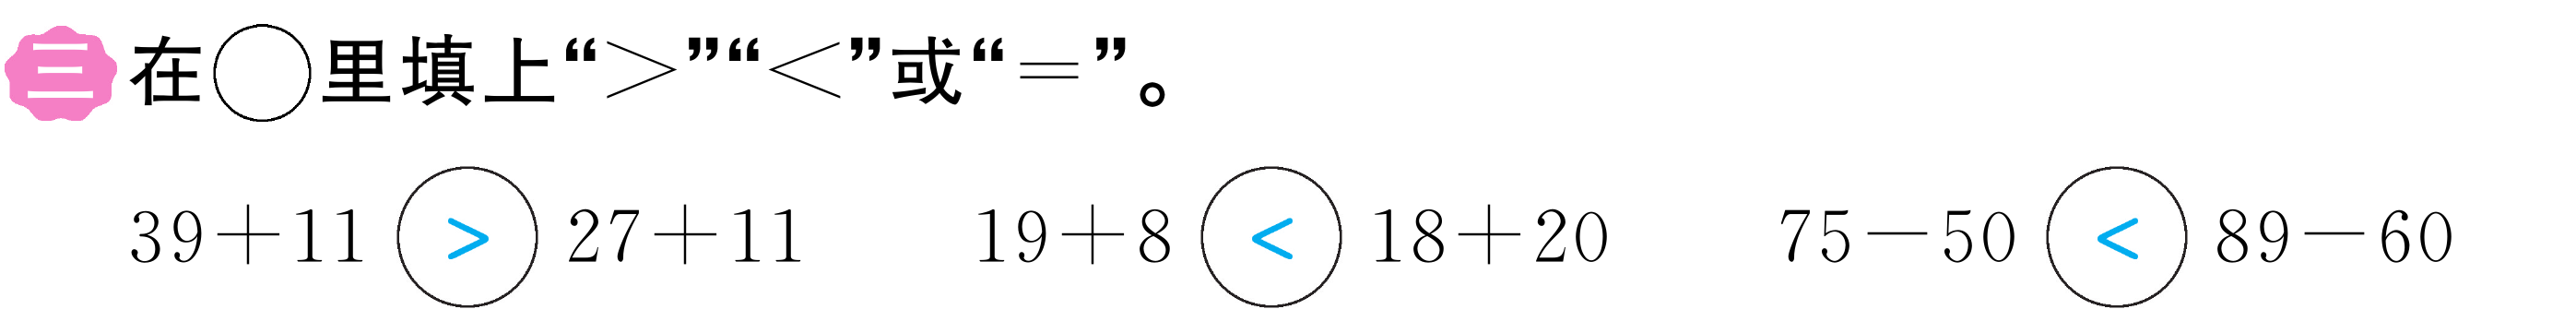 三 在○里填上“>”“<”或“=”。
39+11 > 27+11 19+8 < 18+20 75-50 < 89-60